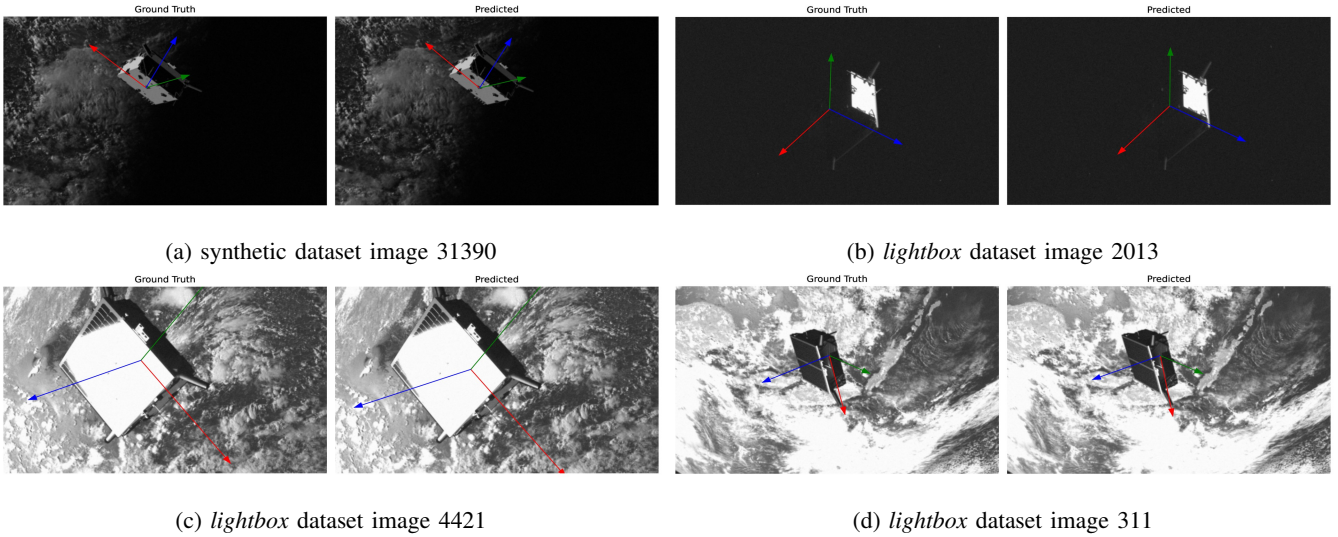 Ground Truth
Predicted
Ground Truth
Predicted
(a) synthetic dataset image 31390
(b) lightbox dataset image 2013
Ground Truth
Predicted
Ground Truth
Predicted
(c) lightbox dataset image 4421
(d) lightbox dataset image 311